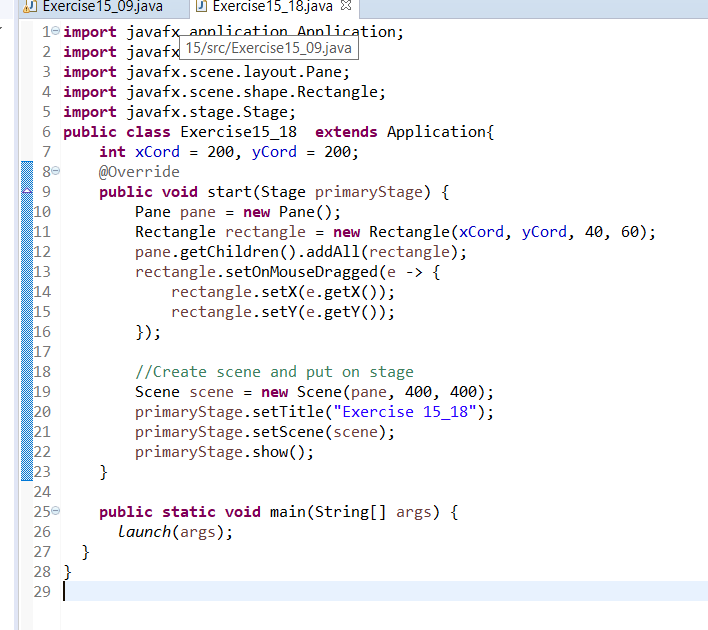 Exercise15_09.java Exercise15_18.java
1 import javafx.application.Application;
15/src/Exercise15_09.java
2 import javafx
3 import javafx.scene.layout.Pane;
4 import javafx.scene.shape.Rectangle;
5 import javafx.stage.Stage;
6 public class Exercise15_18  extends Application{
7     int xCord = 200, yCord = 200;
8     @Override
9     public void start(Stage primaryStage) {
10         Pane pane = new Pane();
11         Rectangle rectangle = new Rectangle(xCord, yCord, 40, 60);
12         pane.getChildren().addAll(rectangle);
13         rectangle.setOnMouseDragged(e -> {
14             rectangle.setX(e.getX());
15             rectangle.setY(e.getY());
16         });
17
18         //Create scene and put on stage
19         Scene scene = new Scene(pane, 400, 400);
20         primaryStage.setTitle("Exercise 15_18");
21         primaryStage.setScene(scene);
22         primaryStage.show();
23     }
24
25     public static void main(String[] args) {
26       launch(args);
27   }
28 }
29